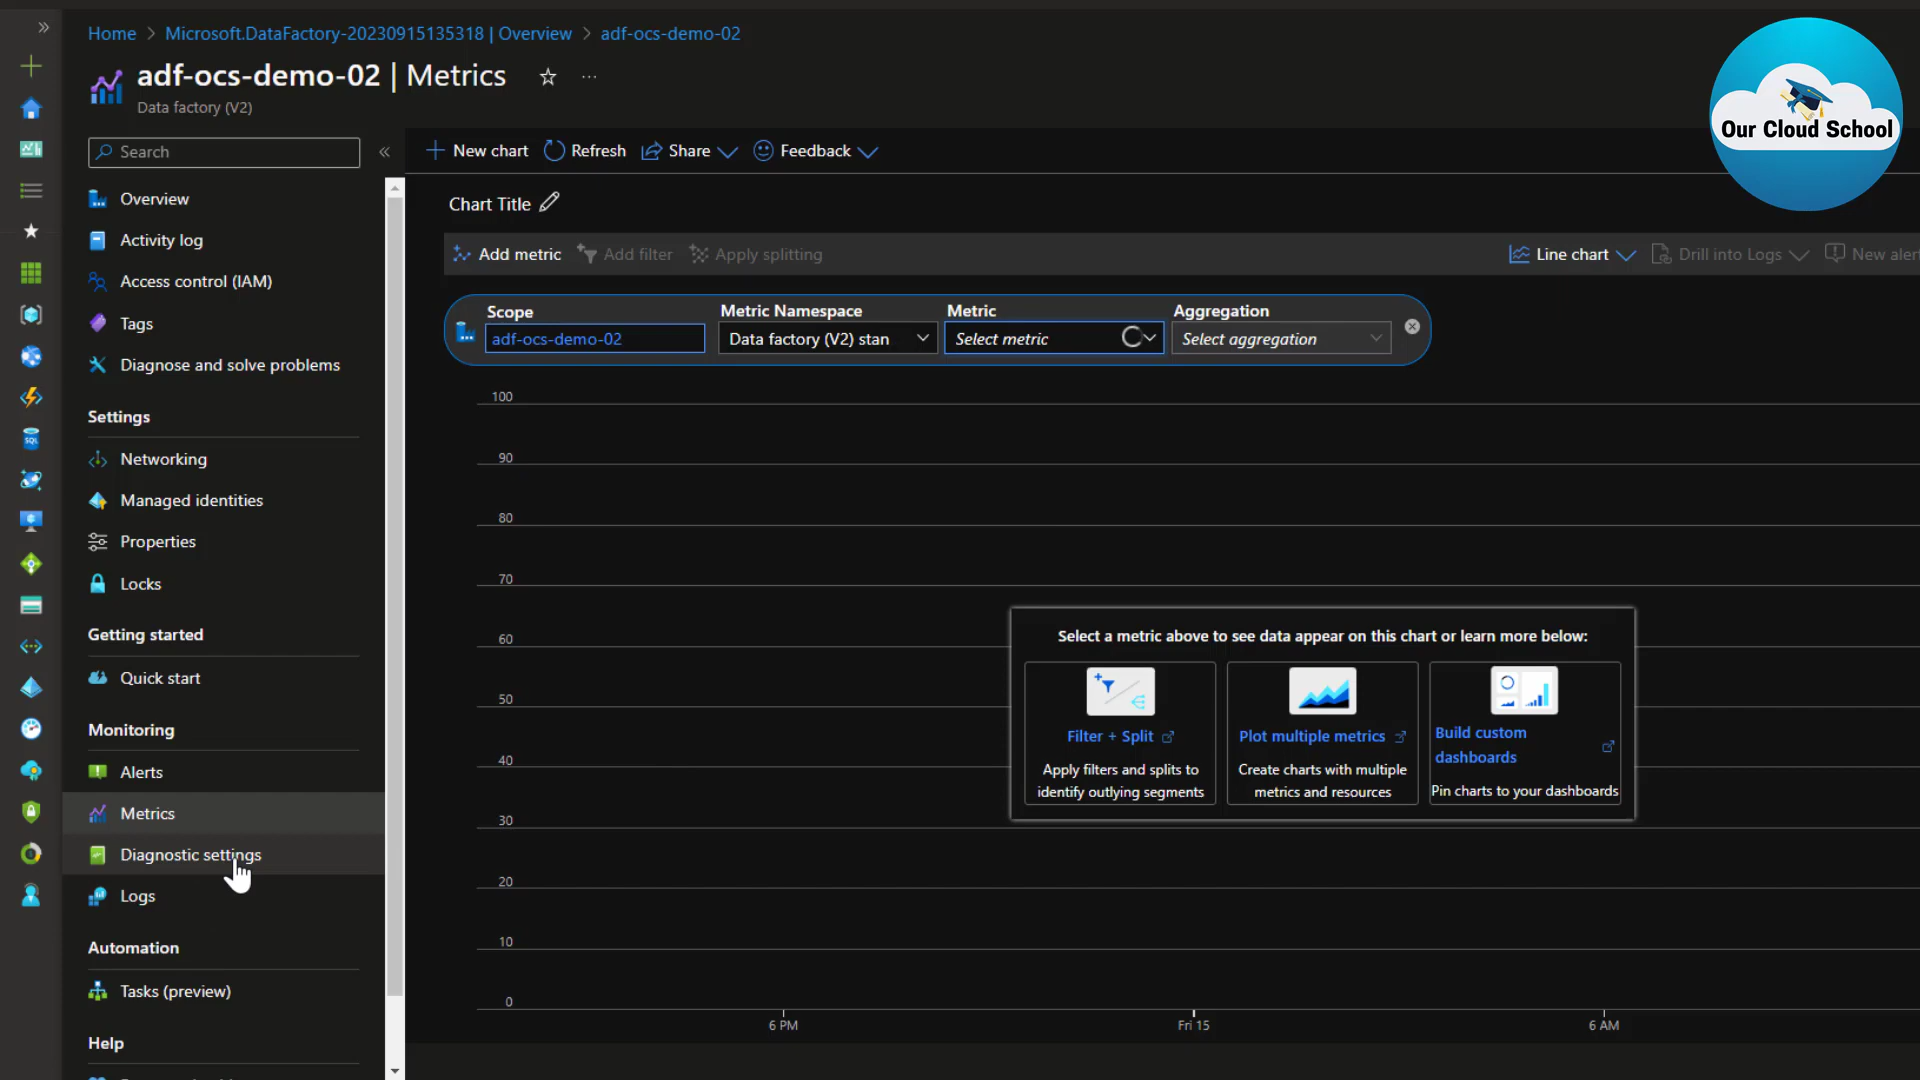 Home > Microsoft.DataFactory-20230915135318 | Overview > adf-ocs-demo-02
adf-ocs-demo-02 | Metrics
Data factory (V2)
Our Cloud School
Search
Overview
Activity log
Access control (IAM)
Tags
Diagnose and solve problems
Settings
Networking
Managed identities
Properties
Locks
Getting started
Quick start
Monitoring
Alerts
Metrics
Diagnostic settings
Logs
Automation
Tasks (preview)
Help
New chart Refresh Share Feedback
Chart Title
Add metric Add filter Apply splitting Line chart Drill into Logs New alert
Scope Metric Namespace Metric Aggregation
adf-ocs-demo-02 Data factory (V2) stan Select metric Select aggregation
100
90
80
70
60
50
40
30
20
10
0
6 PM Fri 15 6 AM
Select a metric above to see data appear on this chart or learn more below:
Filter + Split
Apply filters and splits to
identify outlying segments
Plot multiple metrics
Create charts with multiple
metrics and resources
Build custom
dashboards
Pin charts to your dashboards